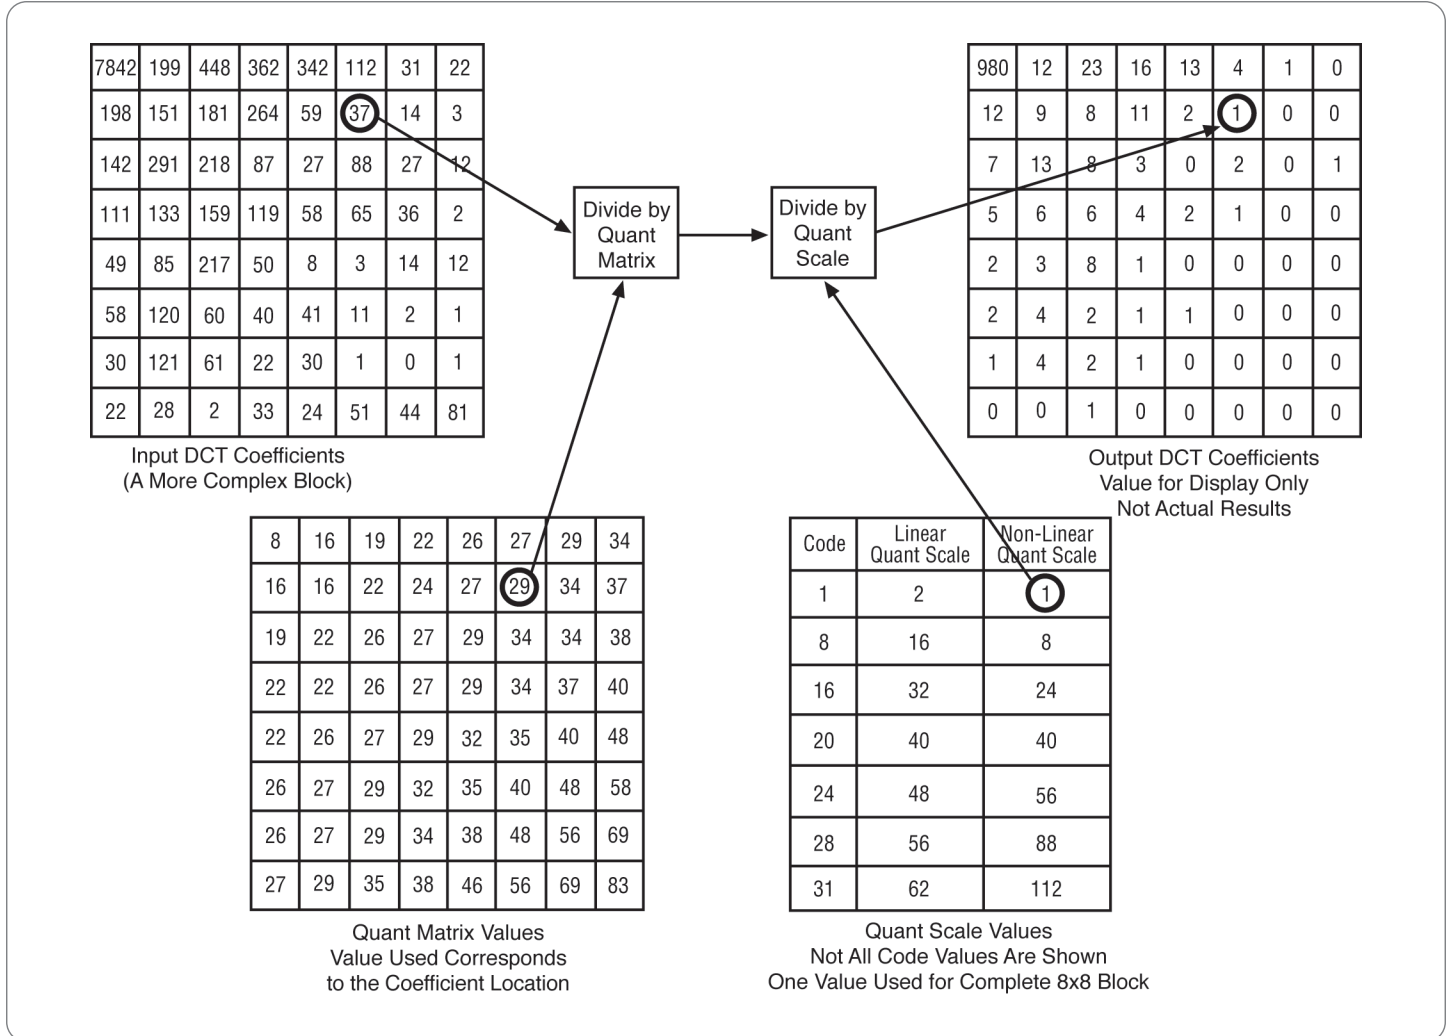 7842 199 448 362 342 112 31 22
198 151 181 264 59 37 14 3
142 291 218 87 27 88 27 12
111 133 159 119 58 65 36 2
49 85 217 50 8 3 14 12
58 120 60 40 41 11 2 1
30 121 61 22 30 1 0 1
22 28 2 33 24 51 44 81
Input DCT Coefficients
(A More Complex Block)
Divide by
Quant
Matrix
Divide by
Quant
Scale
980 12 23 16 13 4 1 0
12 9 8 11 2 1 0 0
7 13 8 3 0 2 0 1
5 6 6 4 2 1 0 0
2 3 8 1 0 0 0 0
2 4 2 1 1 0 0 0
1 4 2 1 0 0 0 0
0 0 1 0 0 0 0 0
Output DCT Coefficients
Value for Display Only
Not Actual Results
8 16 19 22 26 27 29 34
16 16 22 24 27 29 34 37
19 22 26 27 29 34 34 38
22 22 26 27 29 34 37 40
22 26 27 29 32 35 40 48
26 27 29 32 35 40 48 58
26 27 29 34 38 48 56 69
27 29 35 38 46 56 69 83
Quant Matrix Values
Value Used Corresponds
to the Coefficient Location
Code Linear Quant Scale Non-Linear Quant Scale
1 2 1
8 16 8
16 32 24
20 40 40
24 48 56
28 56 88
31 62 112
Quant Scale Values
Not All Code Values Are Shown
One Value Used for Complete 8x8 Block